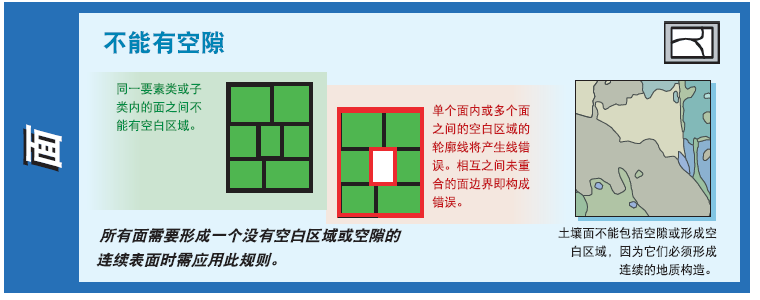 不能有空隙
面
同一要素类或子
类内的面之间不
能有空白区域。
单个面内或多个面
之间的空白区域的
轮廓线将产生线错
误。相互之间未重
合的面边界即构成
错误。
所有面需要形成一个没有空白区域或空隙的
连续表面时需应用此规则。
土壤面不能包括空隙或形成空
白区域，因为它们必须形成
连续的地质构造。